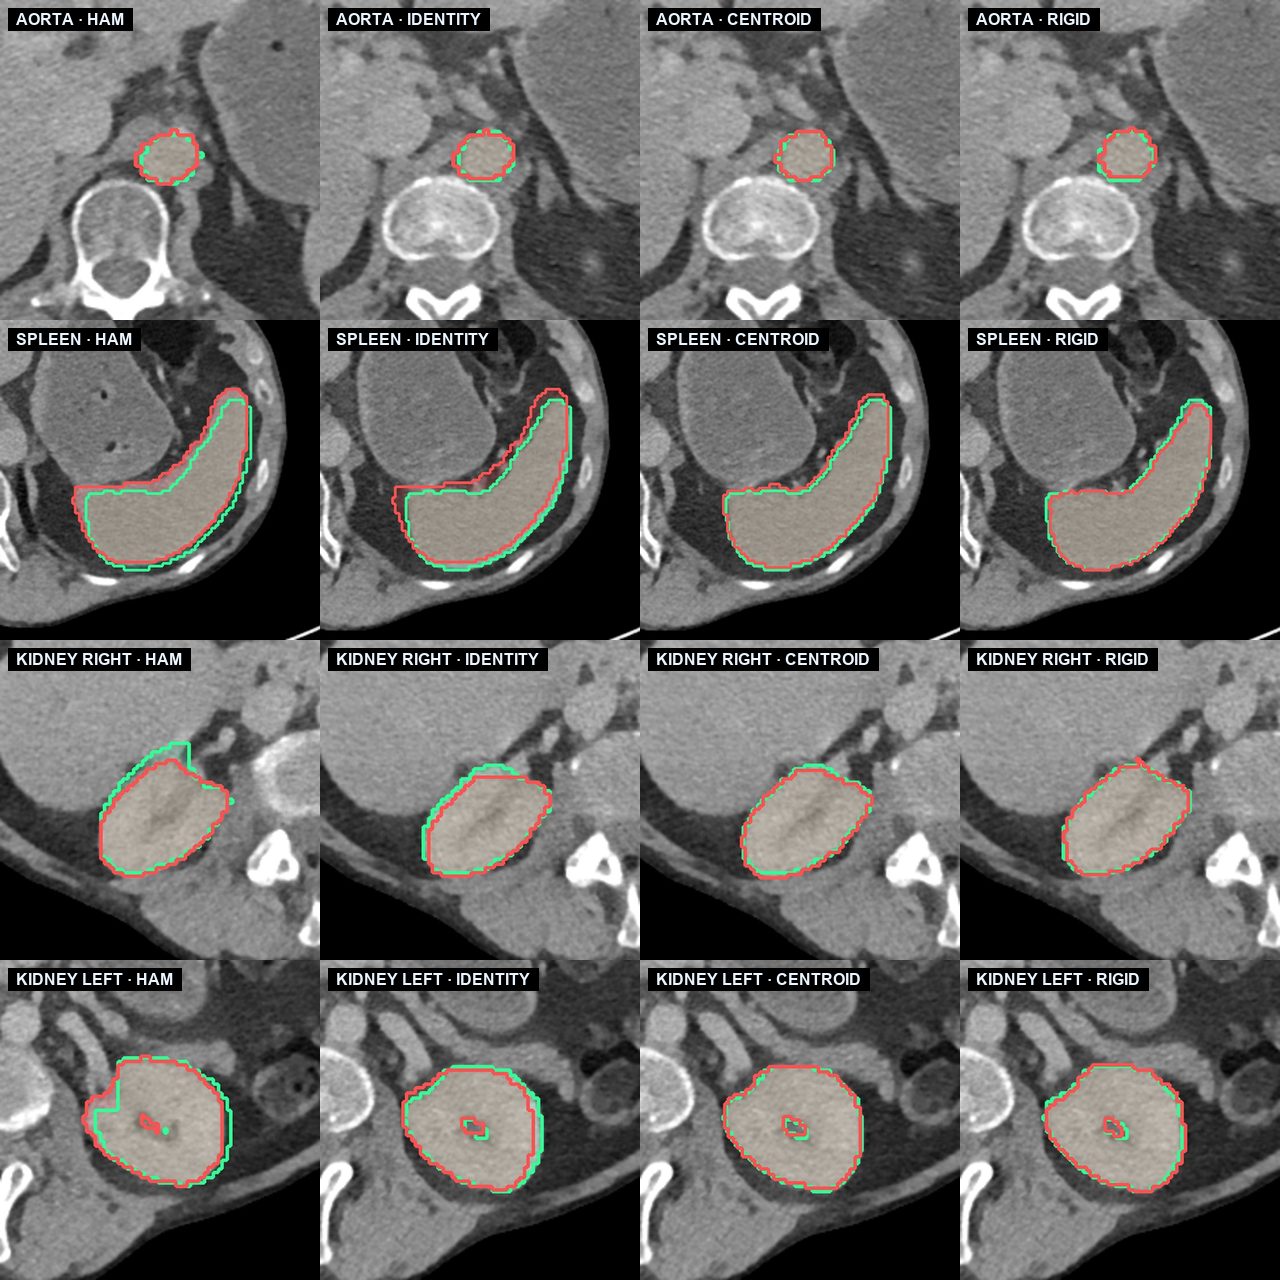 AORTA · HAM
AORTA · IDENTITY
AORTA · CENTROID
AORTA · RIGID
SPLEEN · HAM
SPLEEN · IDENTITY
SPLEEN · CENTROID
SPLEEN · RIGID
KIDNEY RIGHT · HAM
KIDNEY RIGHT · IDENTITY
KIDNEY RIGHT · CENTROID
KIDNEY RIGHT · RIGID
KIDNEY LEFT · HAM
KIDNEY LEFT · IDENTITY
KIDNEY LEFT · CENTROID
KIDNEY LEFT · RIGID